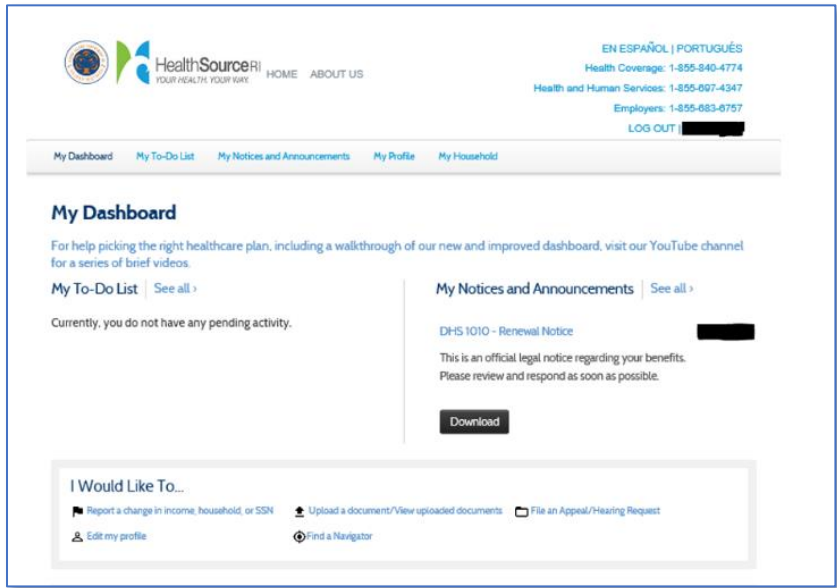 HealthSource RI
YOUR HEALTH. YOUR WAY.
HOME ABOUT US
EN ESPAÑOL | PORTUGUÊS
Health Coverage: 1-855-840-4774
Health and Human Services: 1-855-697-4347
Employers: 1-855-683-6757
LOG OUT |
My Dashboard My To-Do List My Notices and Announcements My Profile My Household
My Dashboard
For help picking the right healthcare plan, including a walkthrough of our new and improved dashboard, visit our YouTube channel
for a series of brief videos.
My To-Do List | See all ›
Currently, you do not have any pending activity.
My Notices and Announcements | See all ›
DHS 1010 - Renewal Notice
This is an official legal notice regarding your benefits.
Please review and respond as soon as possible.
Download
I Would Like To...
Report a change in income, household, or SSN Upload a document/View uploaded documents File an Appeal/Hearing Request
Edit my profile Find a Navigator